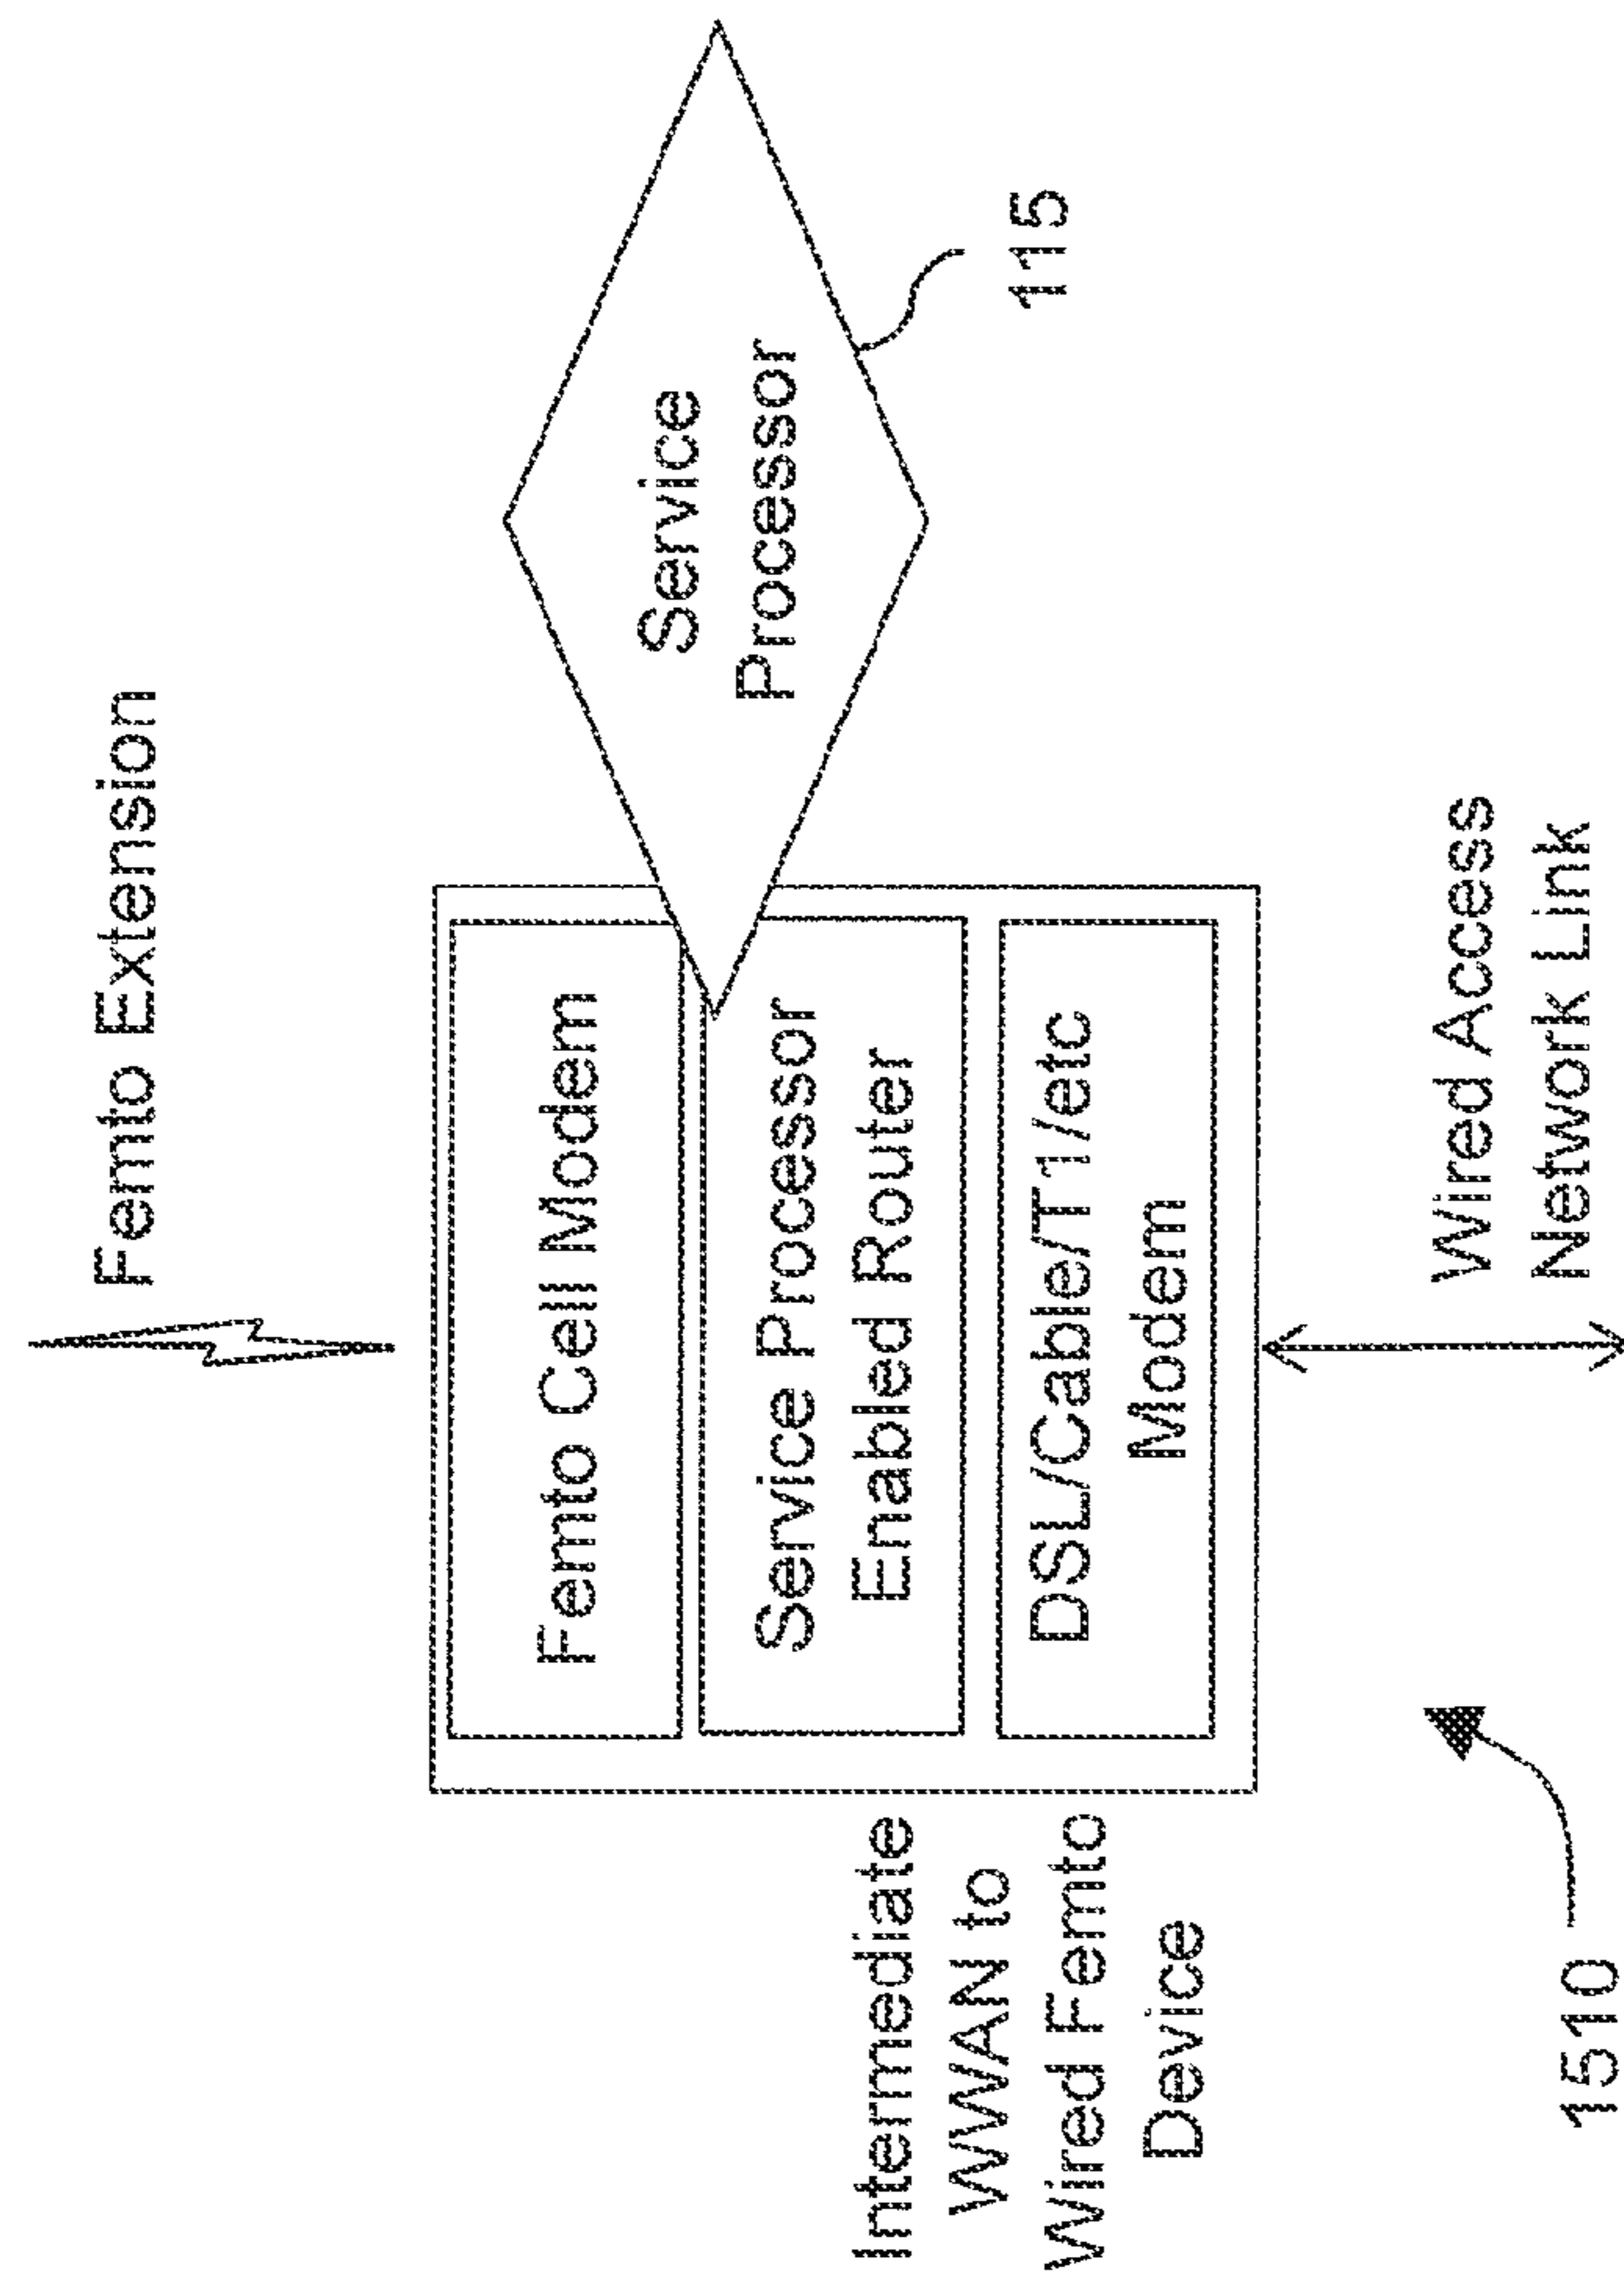 Femto Extension
Femto Cell Modem
Service Processor
Enabled Router
DSL/Cable/T1/etc
Modem
Service
Processor
115
Intermediate
WWAN to
Wired Femto
Device
Wired Access
Network Link
1510